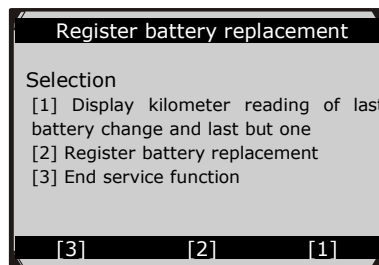 Register battery replacement
Selection
[1] Display kilometer reading of last
battery change and last but one
[2] Register battery replacement
[3] End service function
[3] [2] [1]